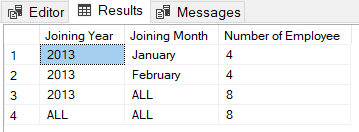 Editor Results Messages
Joining Year Joining Month Number of Employee
1 2013 January 4
2 2013 February 4
3 2013 ALL 8
4 ALL ALL 8